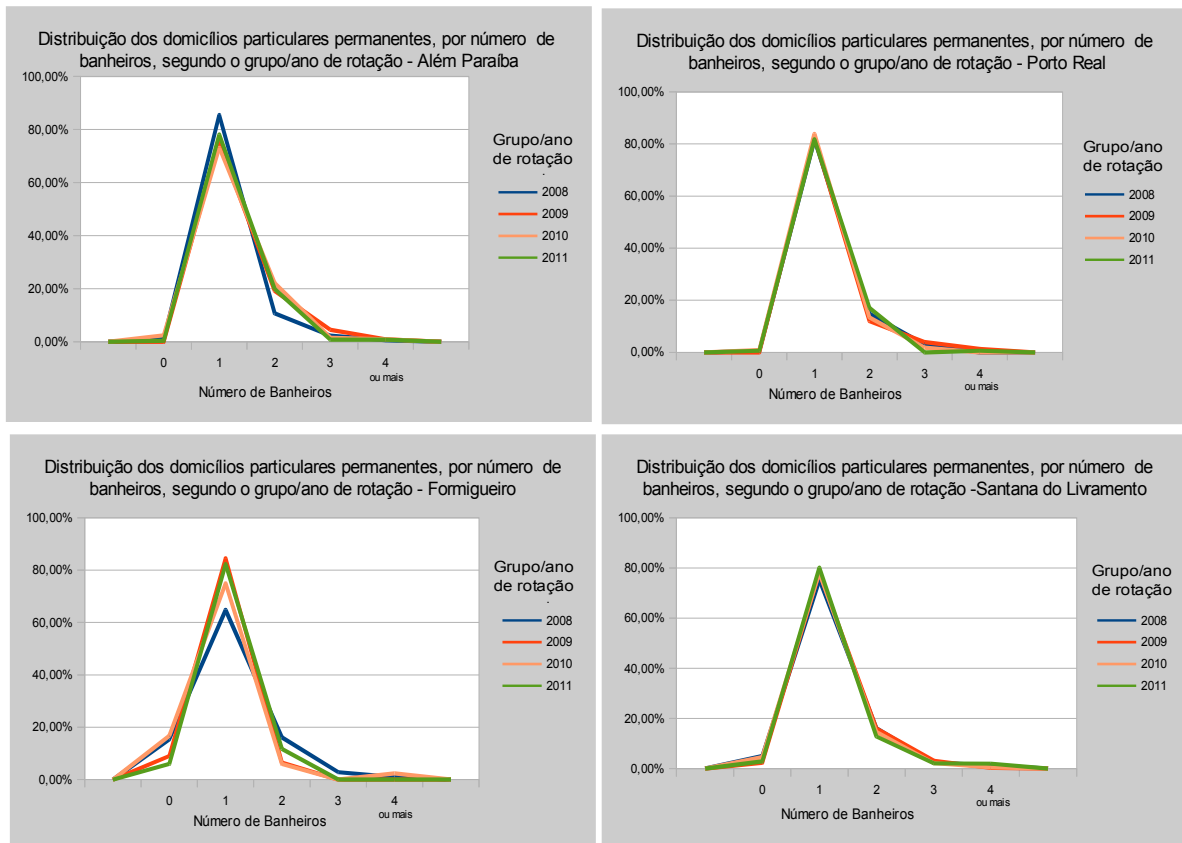 Distribuição dos domicílios particulares permanentes, por número de
banheiros, segundo o grupo/ano de rotação - Além Paraíba
100,00%
80,00%
60,00%
40,00%
20,00%
0,00%
0
1
2
3
4
ou mais
Número de Banheiros
Grupo/ano
de rotação
2008
2009
2010
2011
Distribuição dos domicílios particulares permanentes, por número de
banheiros, segundo o grupo/ano de rotação - Porto Real
100,00%
80,00%
60,00%
40,00%
20,00%
0,00%
0
1
2
3
4
ou mais
Número de Banheiros
Grupo/ano
de rotação
2008
2009
2010
2011
Distribuição dos domicílios particulares permanentes, por número de
banheiros, segundo o grupo/ano de rotação - Formigueiro
100,00%
80,00%
60,00%
40,00%
20,00%
0,00%
0
1
2
3
4
ou mais
Número de Banheiros
Grupo/ano
de rotação
2008
2009
2010
2011
Distribuição dos domicílios particulares permanentes, por número de
banheiros, segundo o grupo/ano de rotação -Santana do Livramento
100,00%
80,00%
60,00%
40,00%
20,00%
0,00%
0
1
2
3
4
ou mais
Número de Banheiros
Grupo/ano
de rotação
2008
2009
2010
2011